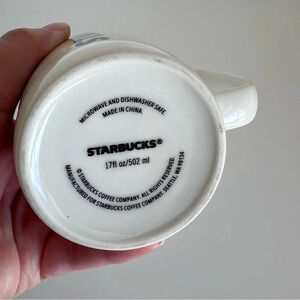 MICROWAVE AND DISHWASHER SAFE.
MADE IN CHINA.
STARBUCKS®
17fl oz/502 ml
© STARBUCKS COFFEE COMPANY. ALL RIGHTS RESERVED.
MANUFACTURED FOR STARBUCKS COFFEE COMPANY, SEATTLE, WA 98134